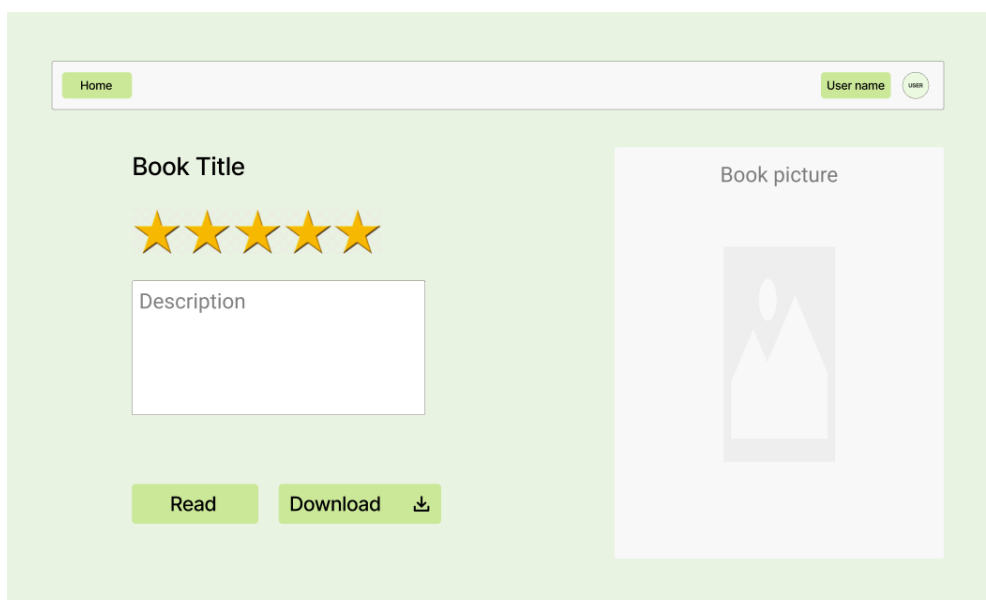 Home
User name
USER
Book Title
Book picture
Description
Read
Download